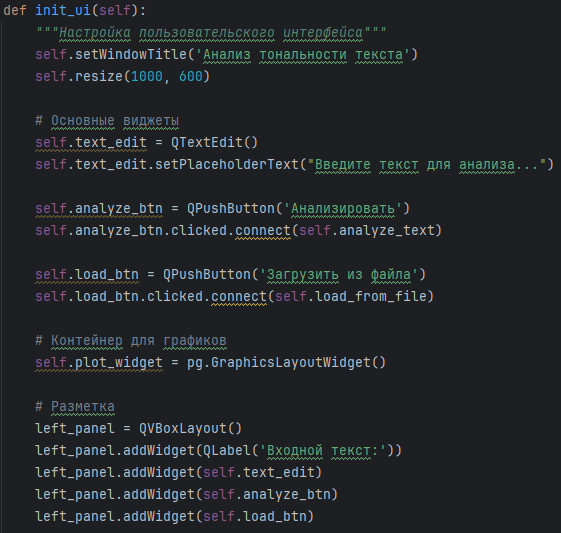 def init_ui(self):
    """Настройка пользовательского интерфейса"""
    self.setWindowTitle('Анализ тональности текста')
    self.resize(1000, 600)

    # Основные виджеты
    self.text_edit = QTextEdit()
    self.text_edit.setPlaceholderText("Введите текст для анализа...")

    self.analyze_btn = QPushButton('Анализировать')
    self.analyze_btn.clicked.connect(self.analyze_text)

    self.load_btn = QPushButton('Загрузить из файла')
    self.load_btn.clicked.connect(self.load_from_file)

    # Контейнер для графиков
    self.plot_widget = pg.GraphicsLayoutWidget()

    # Разметка
    left_panel = QVBoxLayout()
    left_panel.addWidget(QLabel('Входной текст:'))
    left_panel.addWidget(self.text_edit)
    left_panel.addWidget(self.analyze_btn)
    left_panel.addWidget(self.load_btn)